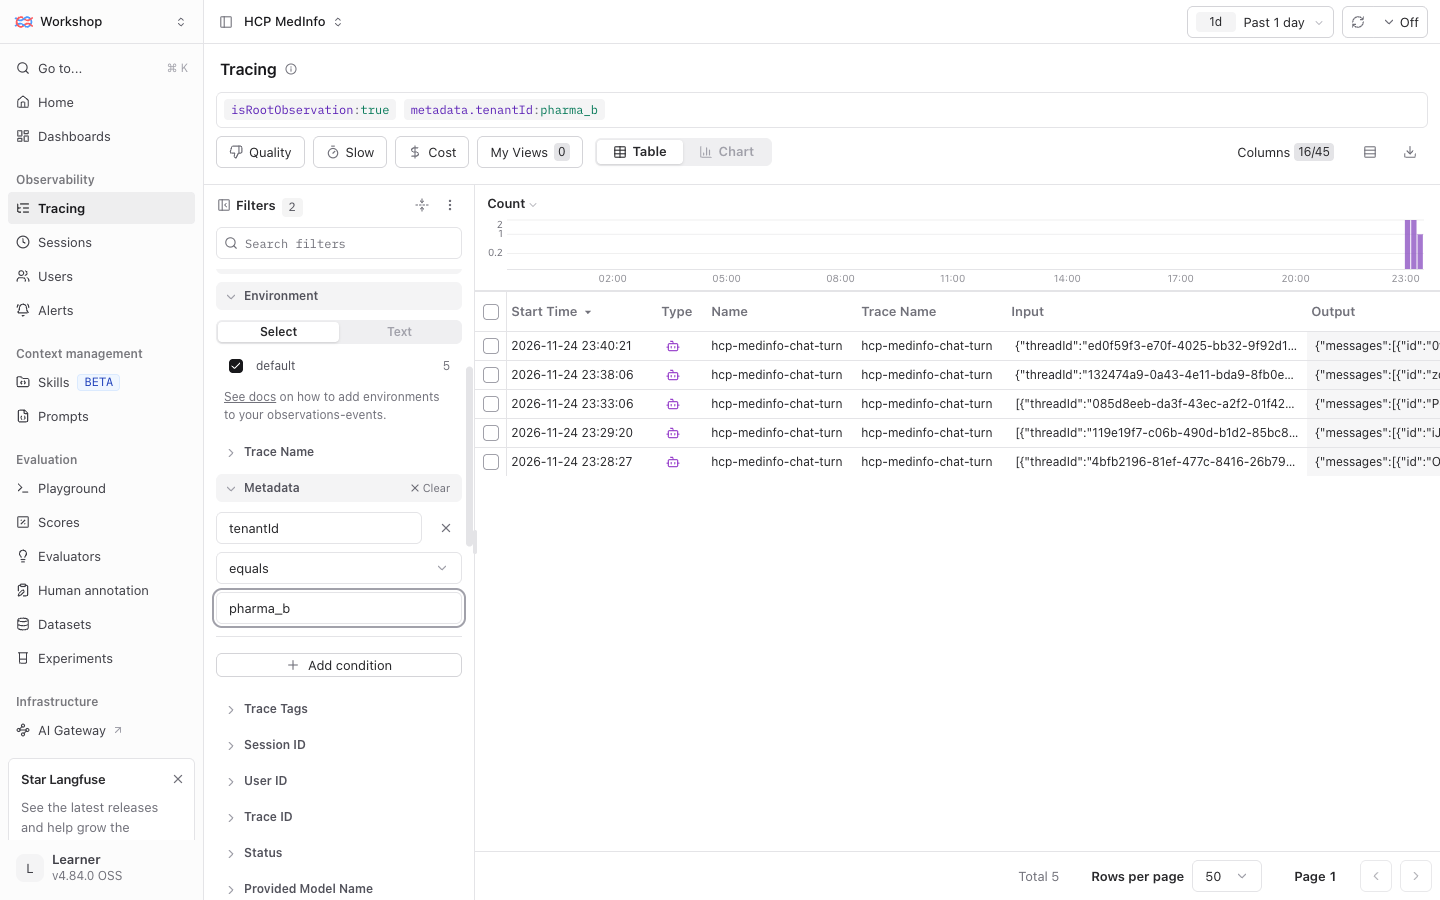 Workshop
HCP MedInfo
1d Past 1 day
Off
Go to...
⌘ K
Home
Dashboards
Observability
Tracing
Sessions
Users
Alerts
Context management
Skills BETA
Prompts
Evaluation
Playground
Scores
Evaluators
Human annotation
Datasets
Experiments
Infrastructure
AI Gateway
Star Langfuse
See the latest releases
and help grow the
L
Learner
v4.84.0 OSS
Tracing
isRootObservation:true metadata.tenantId:pharma_b
Quality
Slow
Cost
My Views 0
Table
Chart
Columns 16/45
Filters 2
Search filters
Environment
Select Text
default 5
See docs on how to add environments
to your observations-events.
Trace Name
Metadata
Clear
tenantId
equals
pharma_b
Add condition
Trace Tags
Session ID
User ID
Trace ID
Status
Provided Model Name
Count
2
1
0.2
02:00 05:00 08:00 11:00 14:00 17:00 20:00 23:00
Start Time Type Name Trace Name Input Output
2026-11-24 23:40:21 hcp-medinfo-chat-turn hcp-medinfo-chat-turn {"threadId":"ed0f59f3-e70f-4025-bb32-9f92d1... {"messages":[{"id":"0
2026-11-24 23:38:06 hcp-medinfo-chat-turn hcp-medinfo-chat-turn {"threadId":"132474a9-0a43-4e11-bda9-8fb0e... {"messages":[{"id":"z
2026-11-24 23:33:06 hcp-medinfo-chat-turn hcp-medinfo-chat-turn [{"threadId":"085d8eeb-da3f-43ec-a2f2-01f42... {"messages":[{"id":"P
2026-11-24 23:29:20 hcp-medinfo-chat-turn hcp-medinfo-chat-turn [{"threadId":"119e19f7-c06b-490d-b1d2-85bc8... {"messages":[{"id":"iJ
2026-11-24 23:28:27 hcp-medinfo-chat-turn hcp-medinfo-chat-turn [{"threadId":"4bfb2196-81ef-477c-8416-26b79... {"messages":[{"id":"O
Total 5
Rows per page 50
Page 1